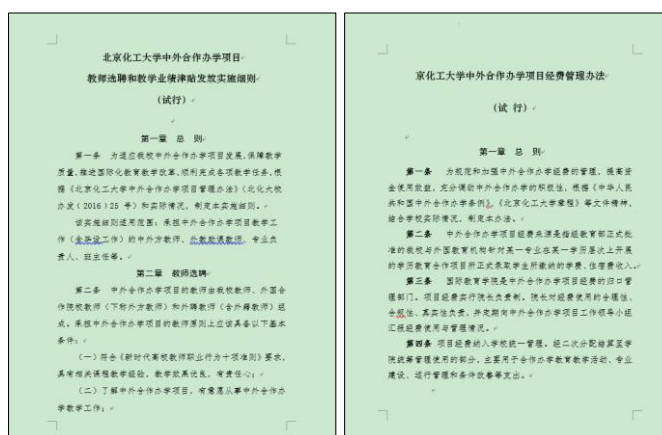 北京化工大学中外合作办学项目
教师选聘和教学业绩津贴发放实施细则
（试行）
第一章 总 则
第一条 为适应我校中外合作办学项目发展,保障教学
质量,推进国际化教育教学改革,顺利完成各项教学任务,根
据《北京化工大学中外合作办学项目管理办法》（北化大校
办发〔2016〕25 号）和实际情况，制定本实施细则。
该实施细则适用范围：承担中外合作办学项目教学工
作（含毕设工作）的中外方教师、外教助课教师、专业负
责人、班主任等。
第二章 教师选聘
第二条 中外合作办学项目的教师由我校教师、外国合
作院校教师（下称外方教师）和外聘教师（含外籍教师）组
成。承担中外合作办学项目的教师原则上应该具备以下基本
条件：
（一）符合《新时代高校教师职业行为十项准则》要求，
具有相关课程教学经验，教学效果优良，有责任心；
（二）了解中外合作办学项目，有意愿从事中外合作办
学教学工作；
京化工大学中外合作办学项目经费管理办法
（试 行）
第一章 总 则
第一条 为规范和加强中外合作办学经费的管理，提高资
金使用效益，充分调动中外合作办学的积极性，根据《中华人民共
和国中外合作办学条例》、《北京化工大学章程》等文件精神，
结合学校实际情况，制定本办法。
第二条 中外合作办学项目经费来源是指经教育部正式批
准的我校与外国教育机构针对某一专业在某一学历层次上开展
的学历教育合作项目所正式录取学生所缴纳的学费、住宿费收入。
第三条 国际教育学院是中外合作办学项目经费的归口管
理部门。项目经费实行院长负责制。院长对经费使用的合理性、
合规性、真实性负责，并定期向中外合作办学项目工作领导小组
汇报经费使用与管理情况。
第四条 项目经费纳入学校统一管理。经二次分配结算至学
院统筹管理使用的部分，主要用于合作办学教育教学活动、专业
建设、运行管理和条件改善等支出。